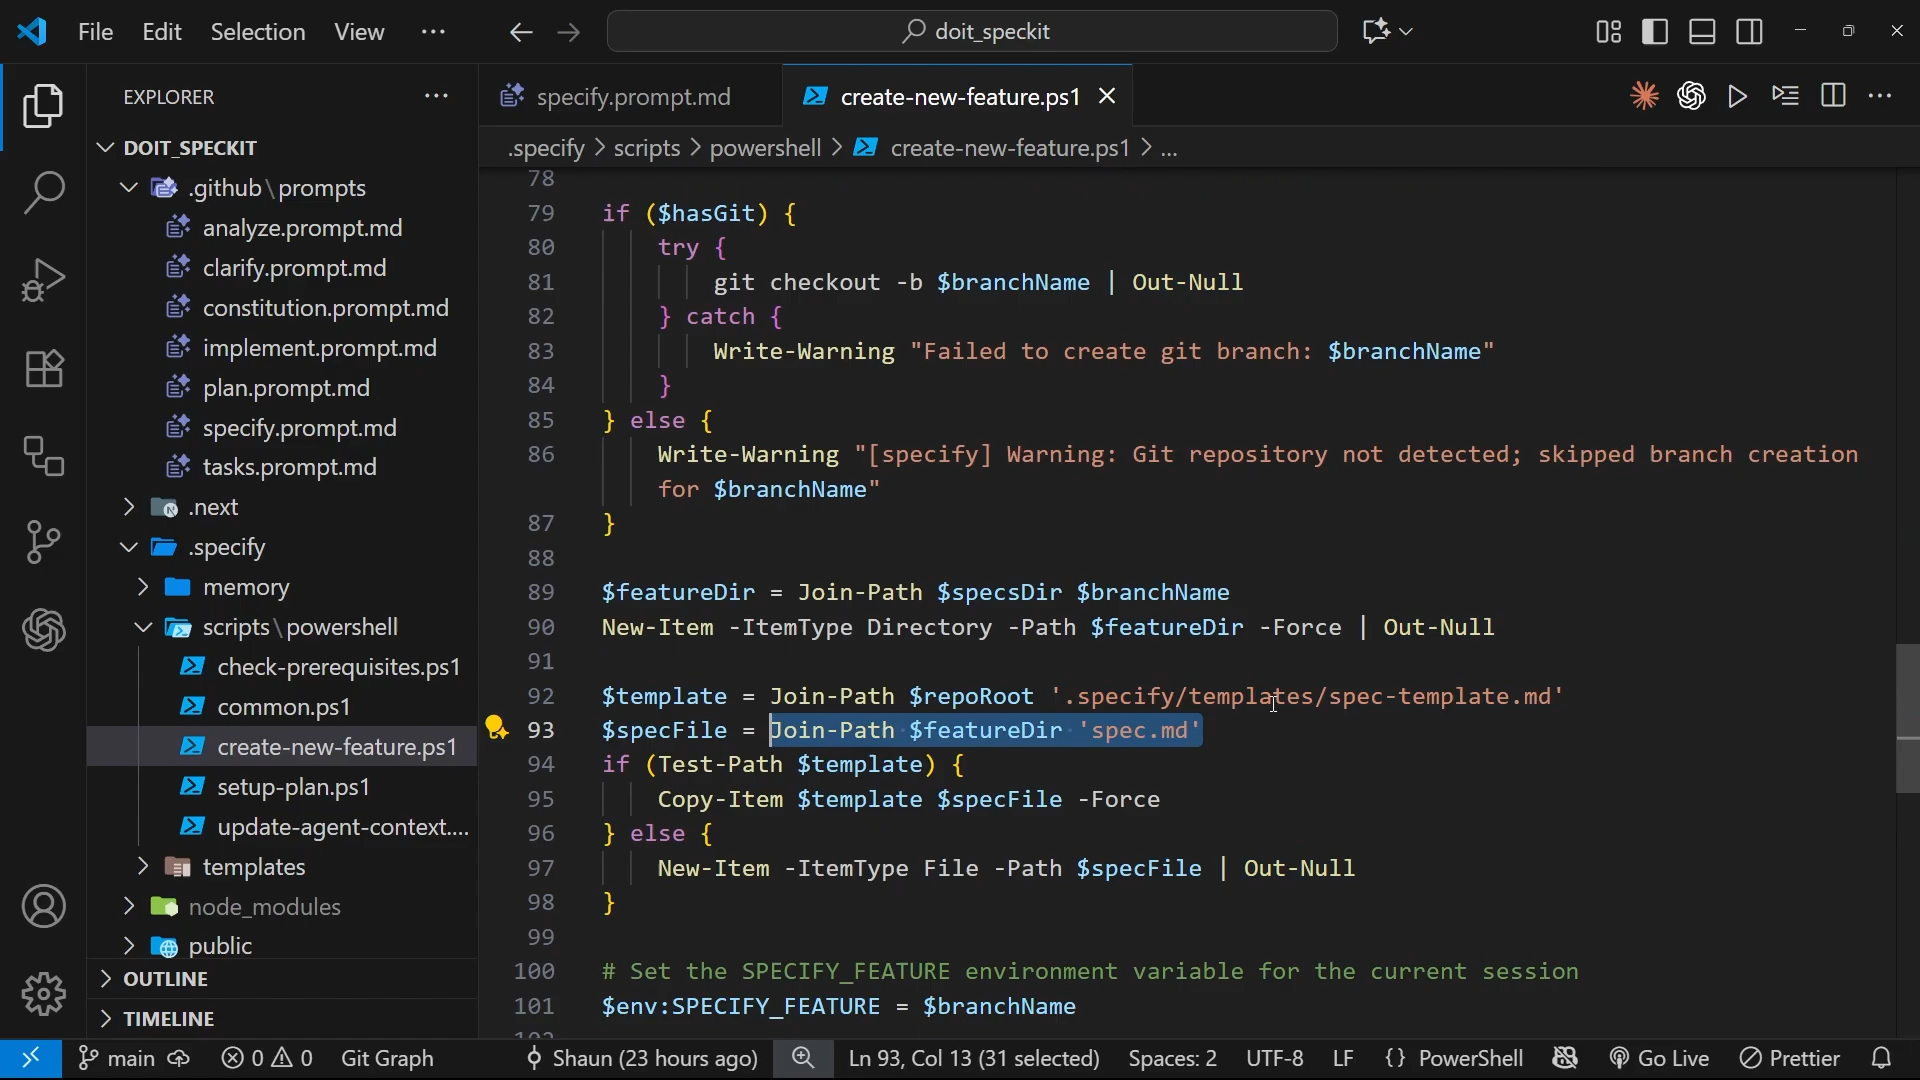 File Edit Selection View ···
doit_speckit
EXPLORER
DOIT_SPECKIT
.github\prompts
analyze.prompt.md
clarify.prompt.md
constitution.prompt.md
implement.prompt.md
plan.prompt.md
specify.prompt.md
tasks.prompt.md
.next
.specify
memory
scripts\powershell
check-prerequisites.ps1
common.ps1
create-new-feature.ps1
setup-plan.ps1
update-agent-context....
templates
node_modules
public
OUTLINE
TIMELINE
specify.prompt.md
create-new-feature.ps1
.specify > scripts > powershell > create-new-feature.ps1 > ...
78
79 if ($hasGit) {
80 try {
81 git checkout -b $branchName | Out-Null
82 } catch {
83 Write-Warning "Failed to create git branch: $branchName"
84 }
85 } else {
86 Write-Warning "[specify] Warning: Git repository not detected; skipped branch creation
for $branchName"
87 }
88
89 $featureDir = Join-Path $specsDir $branchName
90 New-Item -ItemType Directory -Path $featureDir -Force | Out-Null
91
92 $template = Join-Path $repoRoot '.specify/templates/spec-template.md'
93 $specFile = Join-Path $featureDir 'spec.md'
94 if (Test-Path $template) {
95 Copy-Item $template $specFile -Force
96 } else {
97 New-Item -ItemType File -Path $specFile | Out-Null
98 }
99
100 # Set the SPECIFY_FEATURE environment variable for the current session
101 $env:SPECIFY_FEATURE = $branchName
main 0 0 Git Graph Shaun (23 hours ago) Ln 93, Col 13 (31 selected) Spaces: 2 UTF-8 LF {} PowerShell Go Live Prettier